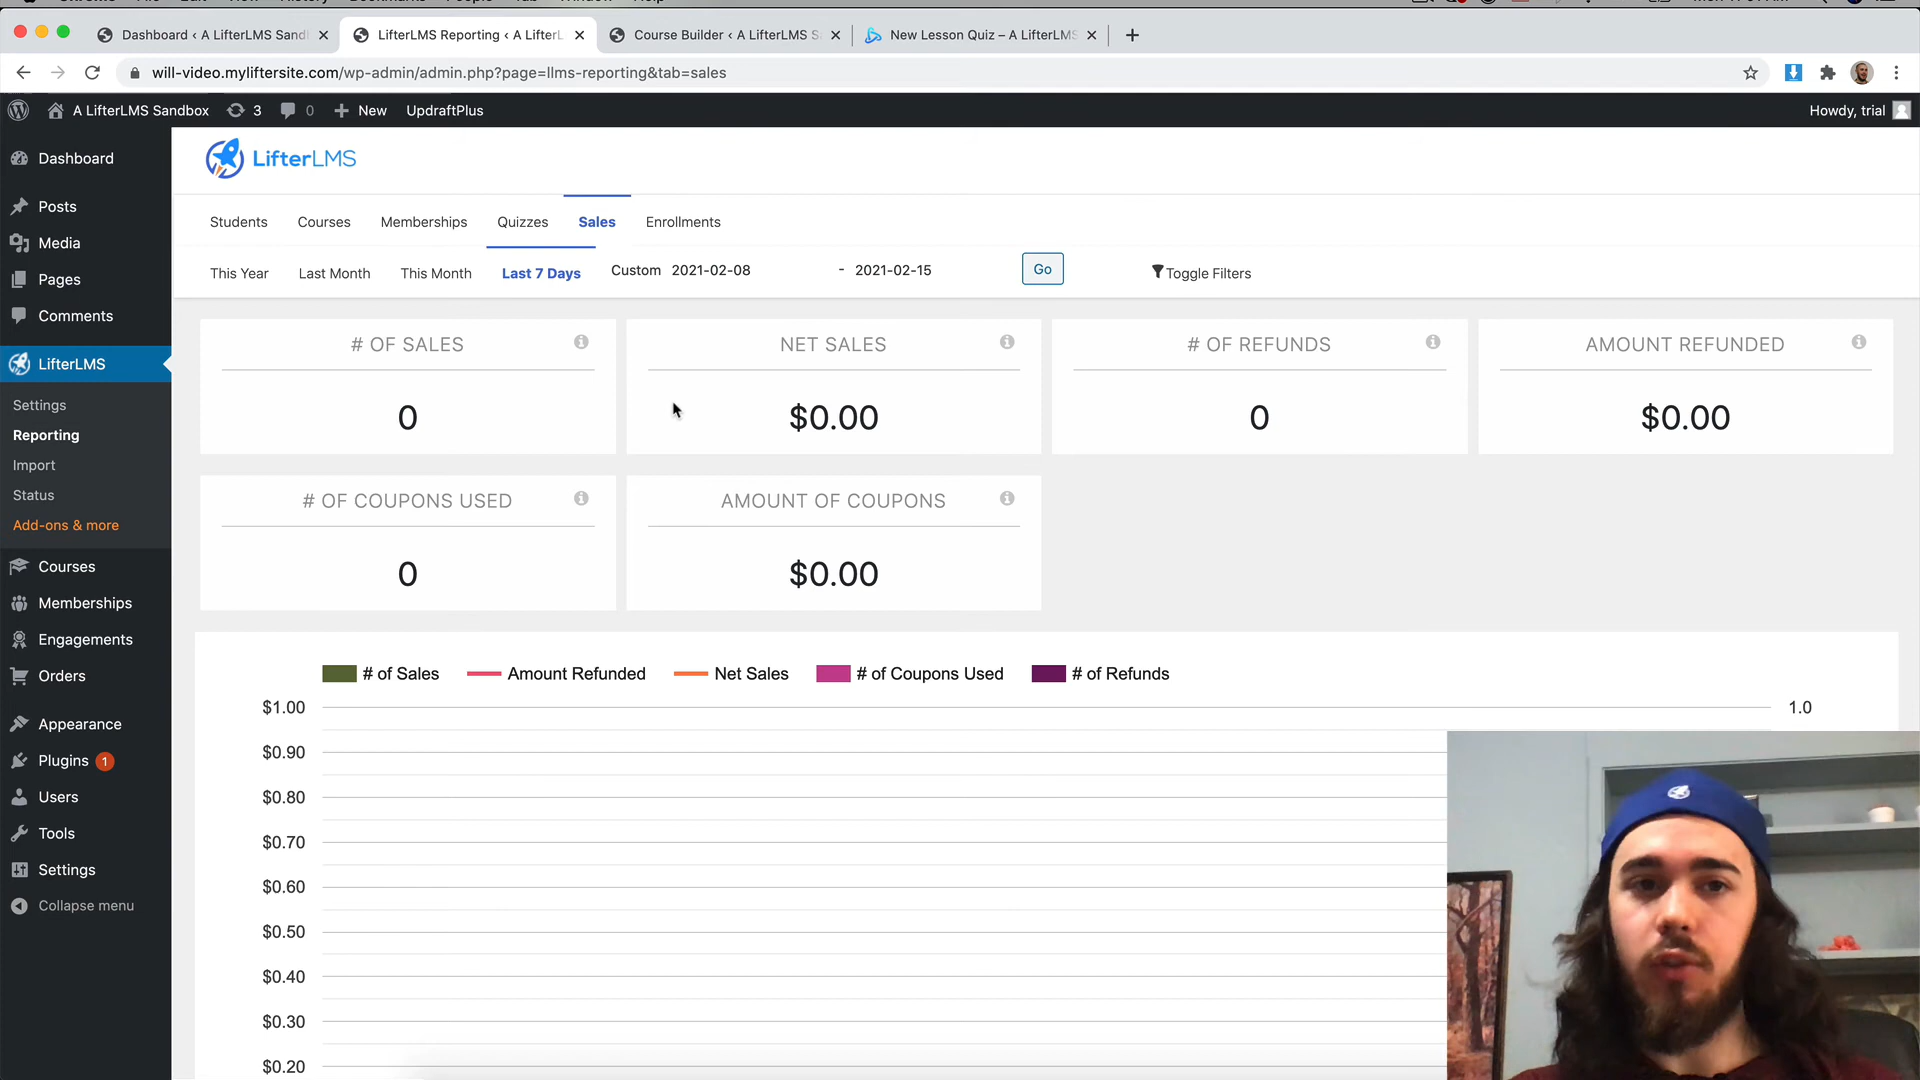 Dashboard ‹ A LifterLMS Sand
LifterLMS Reporting ‹ A Lifter
Course Builder ‹ A LifterLMS S
New Lesson Quiz – A LifterLMS
will-video.myliftersite.com/wp-admin/admin.php?page=llms-reporting&tab=sales
A LifterLMS Sandbox 3 0 New UpdraftPlus Howdy, trial
LifterLMS
Students Courses Memberships Quizzes Sales Enrollments
This Year Last Month This Month Last 7 Days Custom 2021-02-08 - 2021-02-15 Go Toggle Filters
Dashboard
Posts
Media
Pages
Comments
LifterLMS
Settings
Reporting
Import
Status
Add-ons & more
Courses
Memberships
Engagements
Orders
Appearance
Plugins 1
Users
Tools
Settings
Collapse menu
# OF SALES
0
NET SALES
$0.00
# OF REFUNDS
0
AMOUNT REFUNDED
$0.00
# OF COUPONS USED
0
AMOUNT OF COUPONS
$0.00
# of Sales Amount Refunded Net Sales # of Coupons Used # of Refunds
$1.00 1.0
$0.90
$0.80
$0.70
$0.60
$0.50
$0.40
$0.30
$0.20